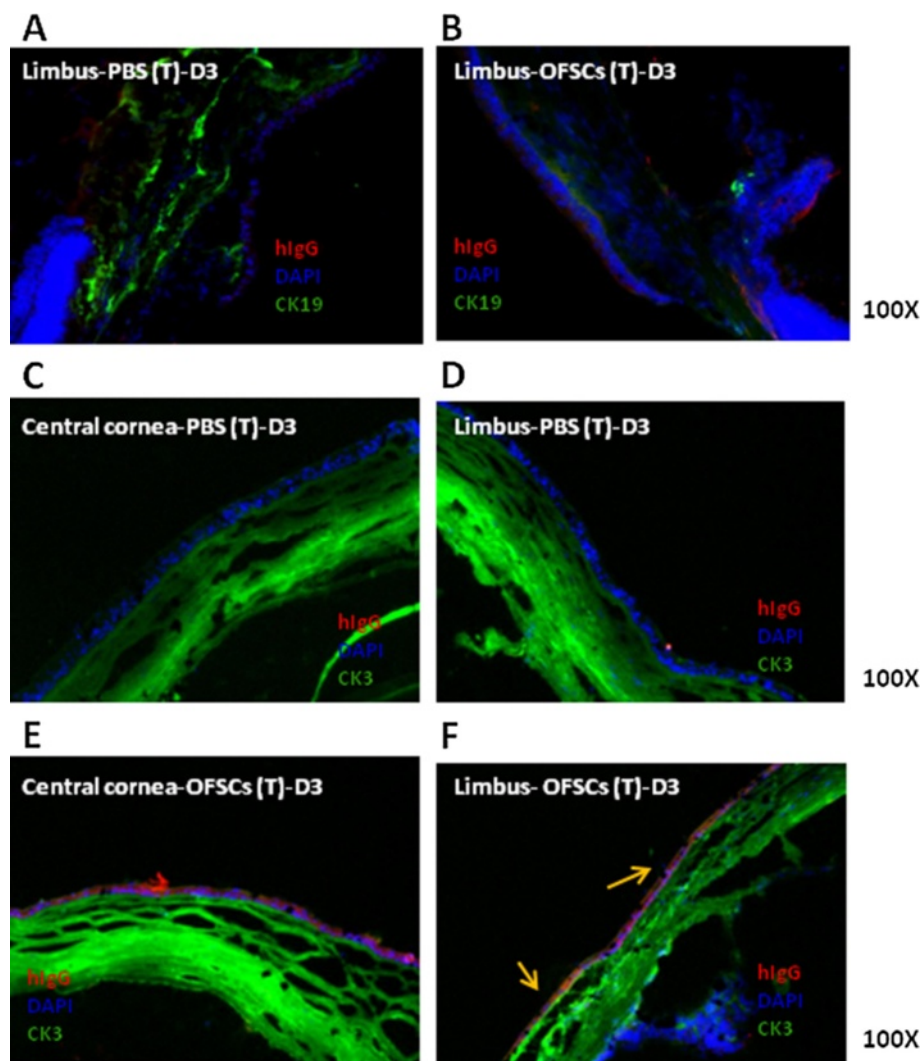 A
B
Limbus-PBS (T)-D3
Limbus-OFSCs (T)-D3
hIgG
DAPI
CK19
hIgG
DAPI
CK19
100X
C
D
Central cornea-PBS (T)-D3
Limbus-PBS (T)-D3
hIgG
DAPI
CK3
hIgG
DAPI
CK3
100X
E
F
Central cornea-OFSCs (T)-D3
Limbus- OFSCs (T)-D3
hIgG
DAPI
CK3
hIgG
DAPI
CK3
100X